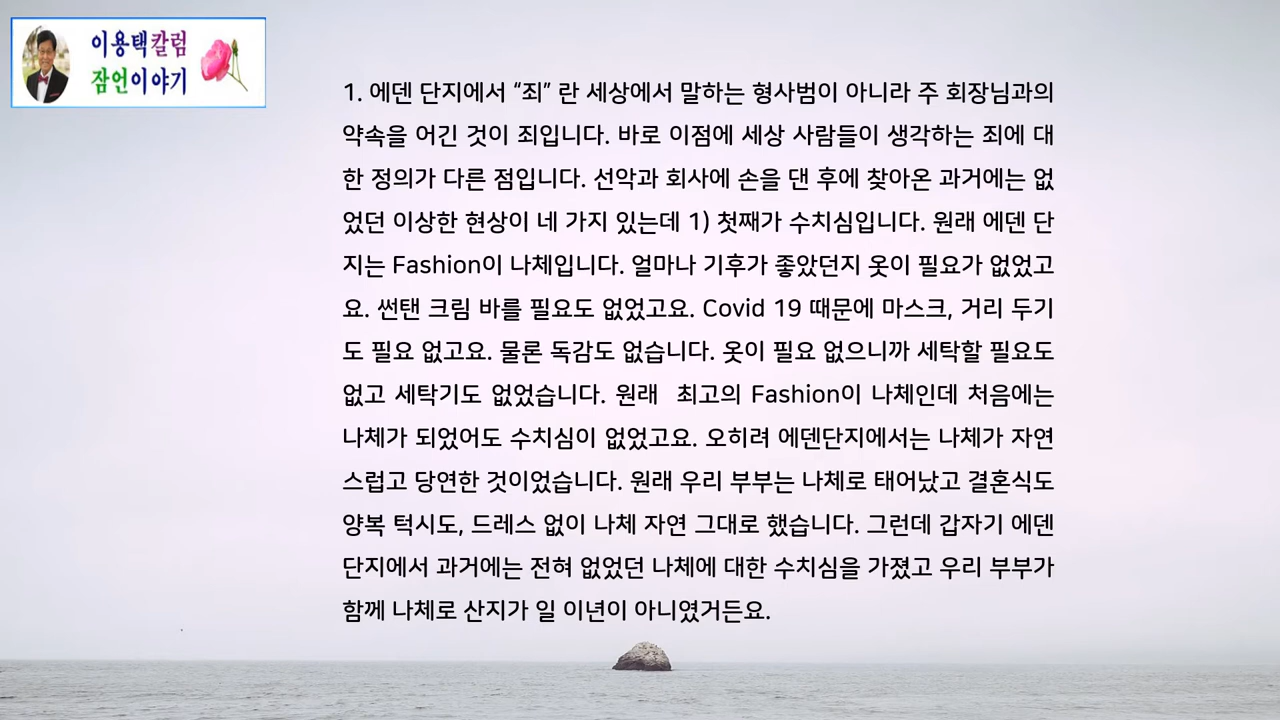 이용택칼럼
잠언이야기
1. 에덴 단지에서 “죄” 란 세상에서 말하는 형사범이 아니라 주 회장님과의
약속을 어긴 것이 죄입니다. 바로 이점에 세상 사람들이 생각하는 죄에 대
한 정의가 다른 점입니다. 선악과 회사에 손을 댄 후에 찾아온 과거에는 없
었던 이상한 현상이 네 가지 있는데 1) 첫째가 수치심입니다. 원래 에덴 단
지는 Fashion이 나체입니다. 얼마나 기후가 좋았던지 옷이 필요가 없었고
요. 썬탠 크림 바를 필요도 없었고요. Covid 19 때문에 마스크, 거리 두기
도 필요 없고요. 물론 독감도 없습니다. 옷이 필요 없으니까 세탁할 필요도
없고 세탁기도 없었습니다. 원래  최고의 Fashion이 나체인데 처음에는
나체가 되었어도 수치심이 없었고요. 오히려 에덴단지에서는 나체가 자연
스럽고 당연한 것이었습니다. 원래 우리 부부는 나체로 태어났고 결혼식도
양복 턱시도, 드레스 없이 나체 자연 그대로 했습니다. 그런데 갑자기 에덴
단지에서 과거에는 전혀 없었던 나체에 대한 수치심을 가졌고 우리 부부가
함께 나체로 산지가 일 이년이 아니였거든요.